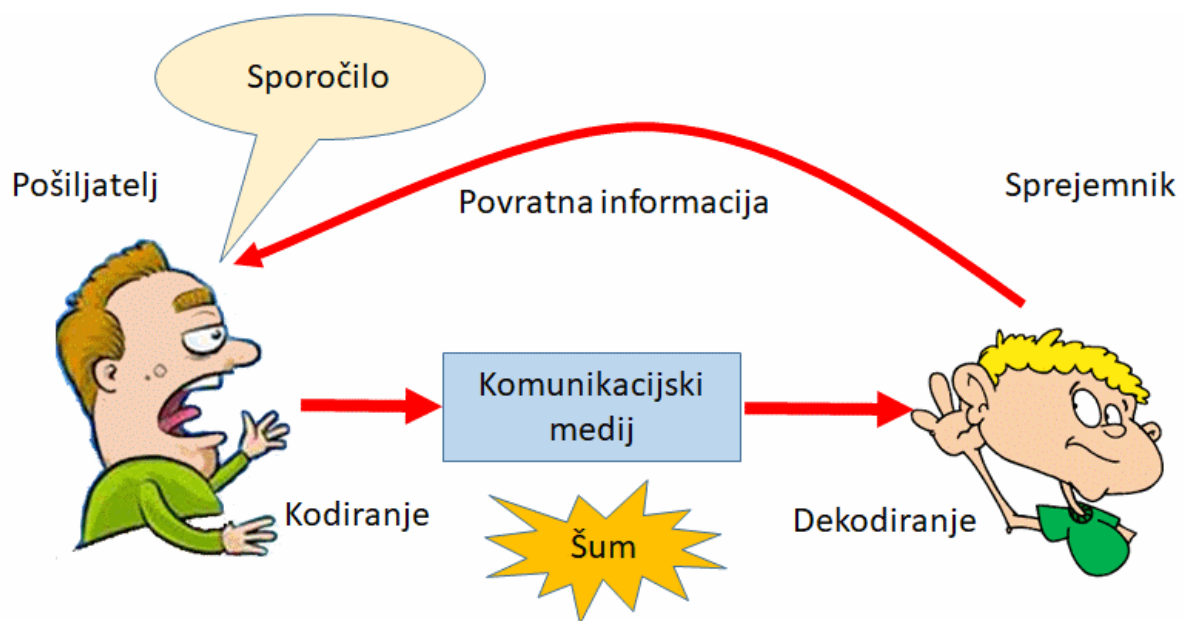 Sporočilo
Pošiljatelj
Povratna informacija
Sprejemnik
Komunikacijski
medij
Kodiranje
Šum
Dekodiranje